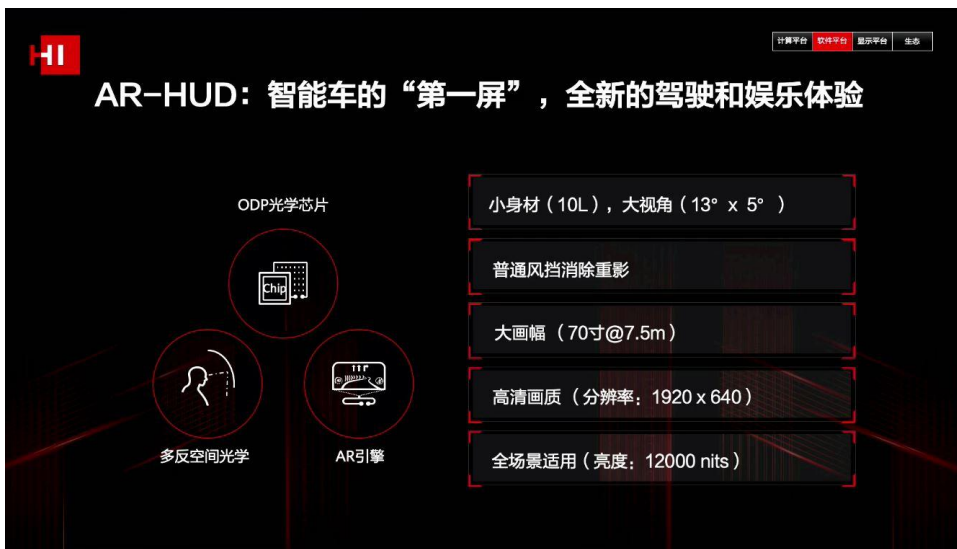 HI
计算平台 软件平台 显示平台 生态
AR-HUD：智能车的“第一屏”，全新的驾驶和娱乐体验
ODP光学芯片
Chip
多反空间光学
AR引擎
小身材（10L），大视角（13° x 5° ）
普通风挡消除重影
大画幅 （70寸@7.5m）
高清画质 （分辨率：1920 x 640）
全场景适用（亮度：12000 nits）